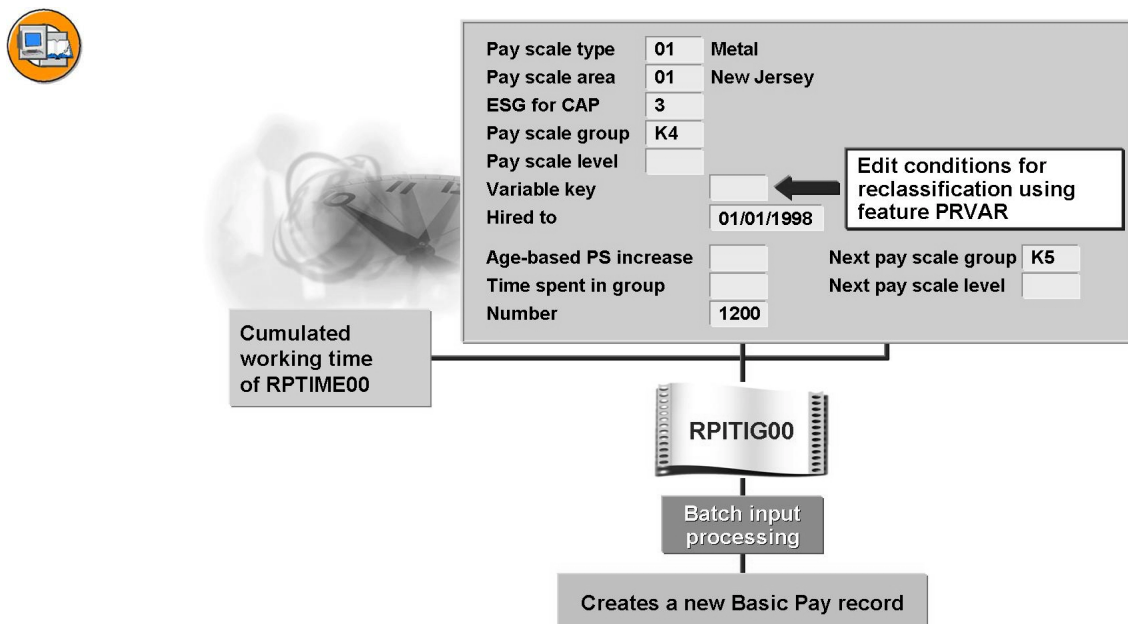 Pay scale type 01 Metal
Pay scale area 01 New Jersey
ESG for CAP 3
Pay scale group K4
Pay scale level
Variable key
Hired to 01/01/1998
Edit conditions for
reclassification using
feature PRVAR
Age-based PS increase Next pay scale group K5
Time spent in group Next pay scale level
Number 1200
Cumulated
working time
of RPTIME00
RPITIG00
Batch input
processing
Creates a new Basic Pay record